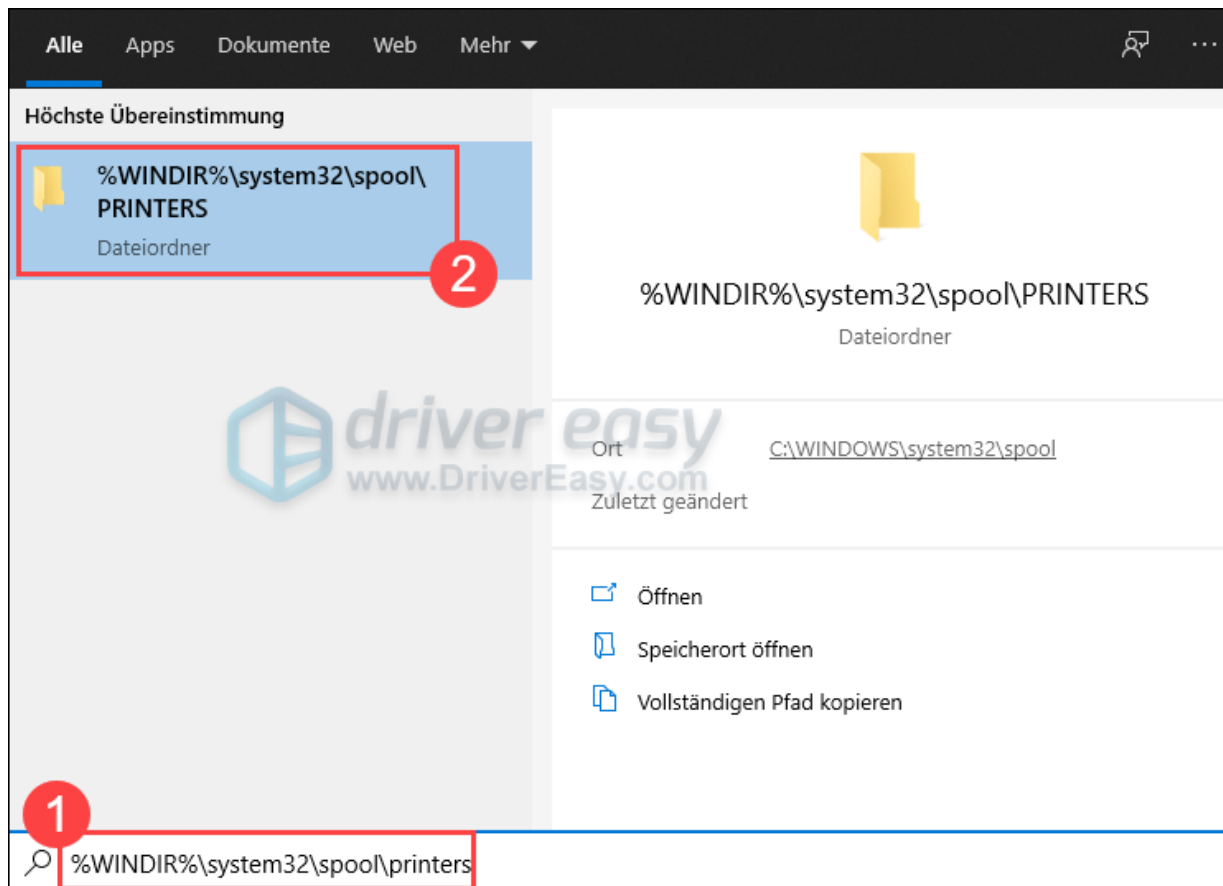 Alle Apps Dokumente Web Mehr
Höchste Übereinstimmung
%WINDIR%\system32\spool\
PRINTERS
Dateiordner
2
%WINDIR%\system32\spool\PRINTERS
Dateiordner
driver easy
www.DriverEasy.com
Ort C:\WINDOWS\system32\spool
Zuletzt geändert
Öffnen
Speicherort öffnen
Vollständigen Pfad kopieren
1
%WINDIR%\system32\spool\printers